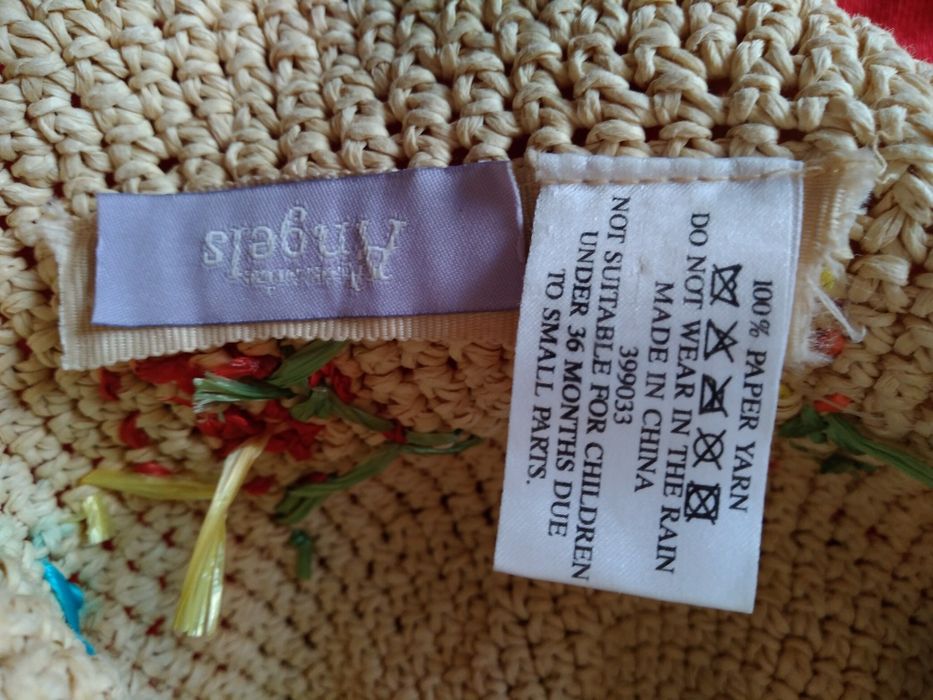 Angels
100% PAPER YARN
DO NOT WEAR IN THE RAIN
MADE IN CHINA
399033
NOT SUITABLE FOR CHILDREN
UNDER 36 MONTHS DUE
TO SMALL PARTS.